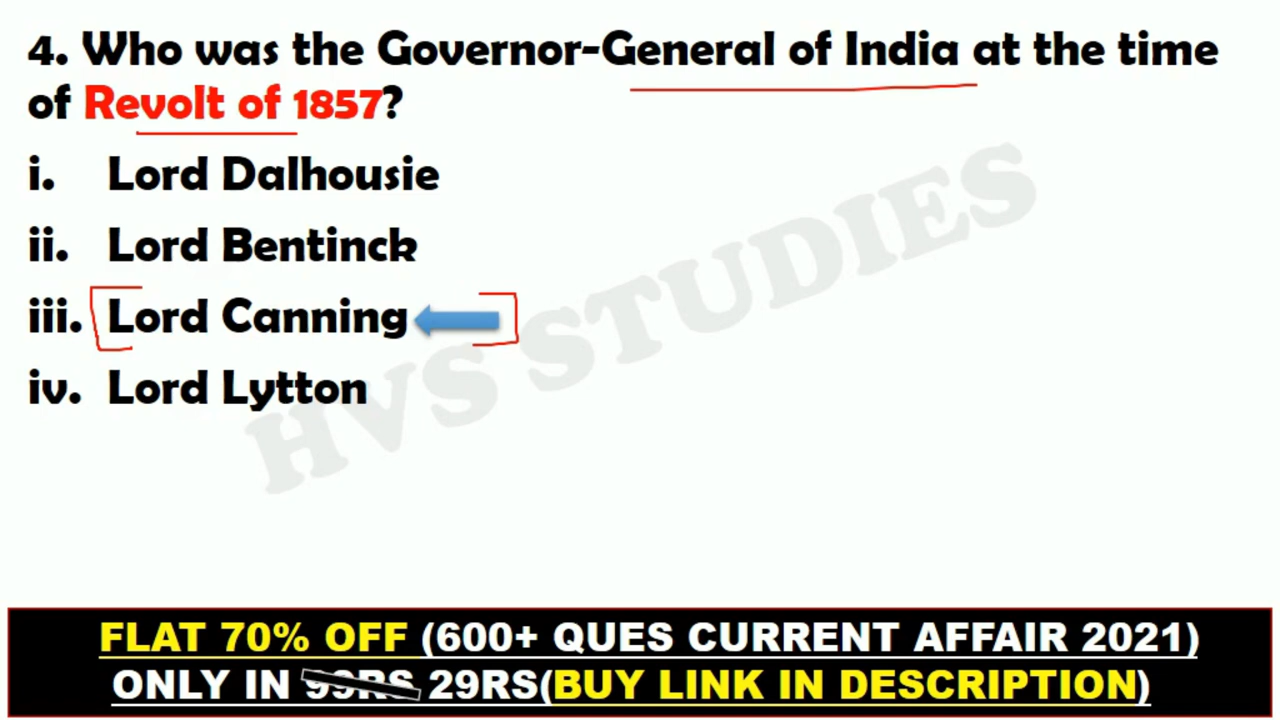 4. Who was the Governor-General of India at the time
of Revolt of 1857?
i. Lord Dalhousie
ii. Lord Bentinck
iii. Lord Canning
iv. Lord Lytton
HVS STUDIES
FLAT 70% OFF (600+ QUES CURRENT AFFAIR 2021)
ONLY IN 99RS 29RS(BUY LINK IN DESCRIPTION)